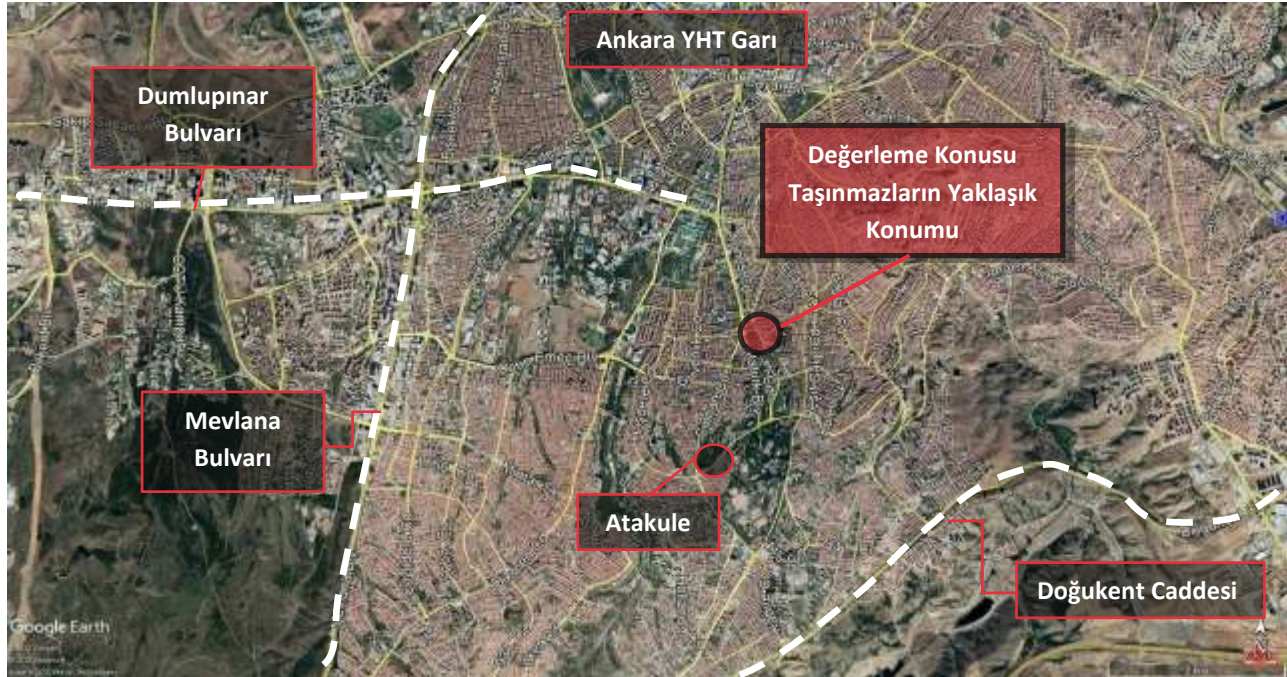 Ankara YHT Garı
Dumlupınar
Bulvarı
Değerleme Konusu
Taşınmazların Yaklaşık
Konumu
Mevlana
Bulvarı
Atakule
Doğukent Caddesi
Google Earth